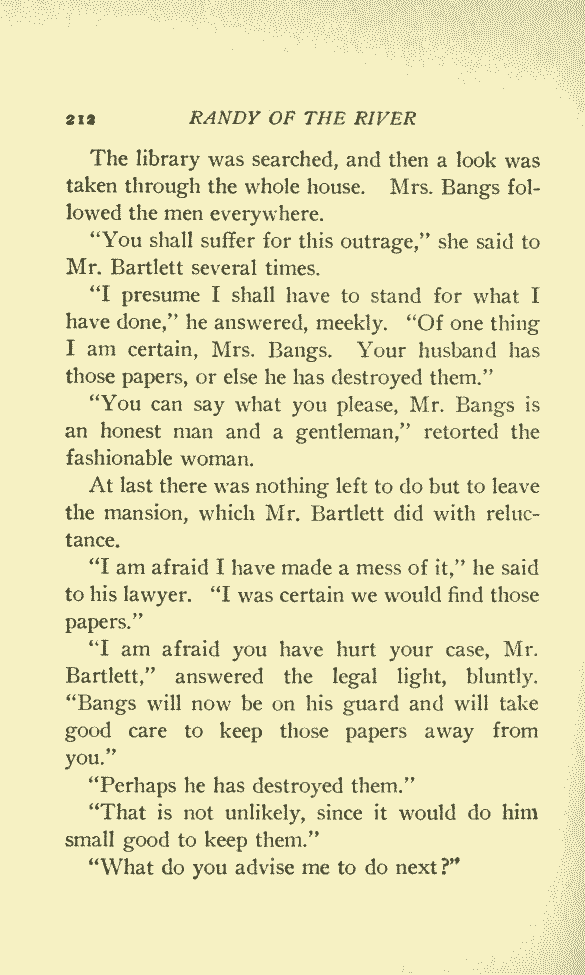 212 RANDY OF THE RIVER
The library was searched, and then a look was
taken through the whole house. Mrs. Bangs fol-
lowed the men everywhere.
“You shall suffer for this outrage,” she said to
Mr. Bartlett several times.
“I presume I shall have to stand for what I
have done,” he answered, meekly. “Of one thing
I am certain, Mrs. Bangs. Your husband has
those papers, or else he has destroyed them.”
“You can say what you please, Mr. Bangs is
an honest man and a gentleman,” retorted the
fashionable woman.
At last there was nothing left to do but to leave
the mansion, which Mr. Bartlett did with reluc-
tance.
“I am afraid I have made a mess of it,” he said
to his lawyer. “I was certain we would find those
papers.”
“I am afraid you have hurt your case, Mr.
Bartlett,” answered the legal light, bluntly.
“Bangs will now be on his guard and will take
good care to keep those papers away from
you.”
“Perhaps he has destroyed them.”
“That is not unlikely, since it would do him
small good to keep them.”
“What do you advise me to do next?”